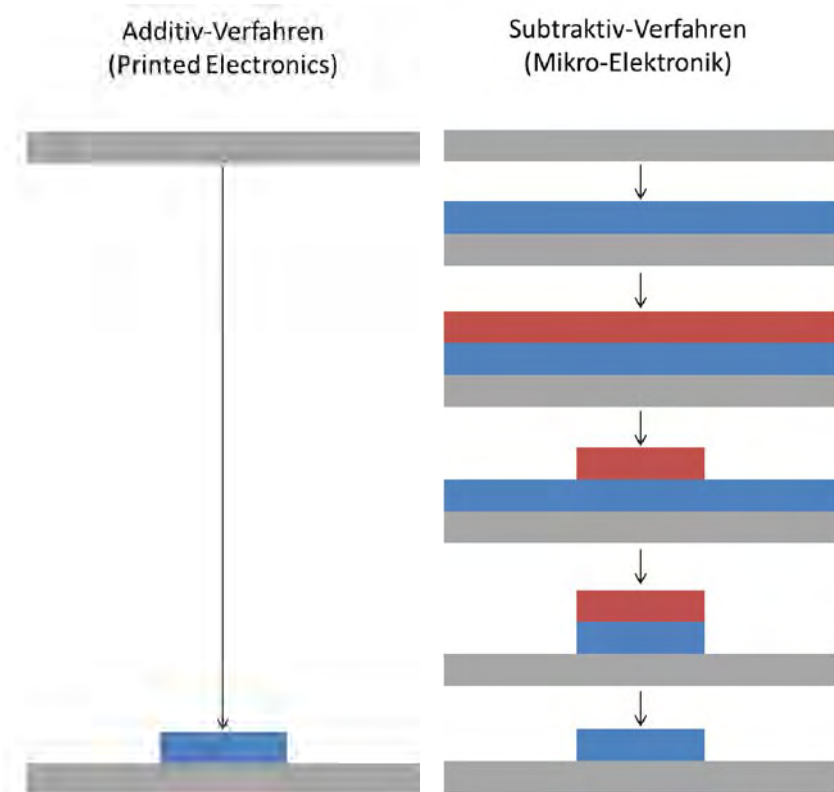 Additiv-Verfahren
(Printed Electronics)
Subtraktiv-Verfahren
(Mikro-Elektronik)